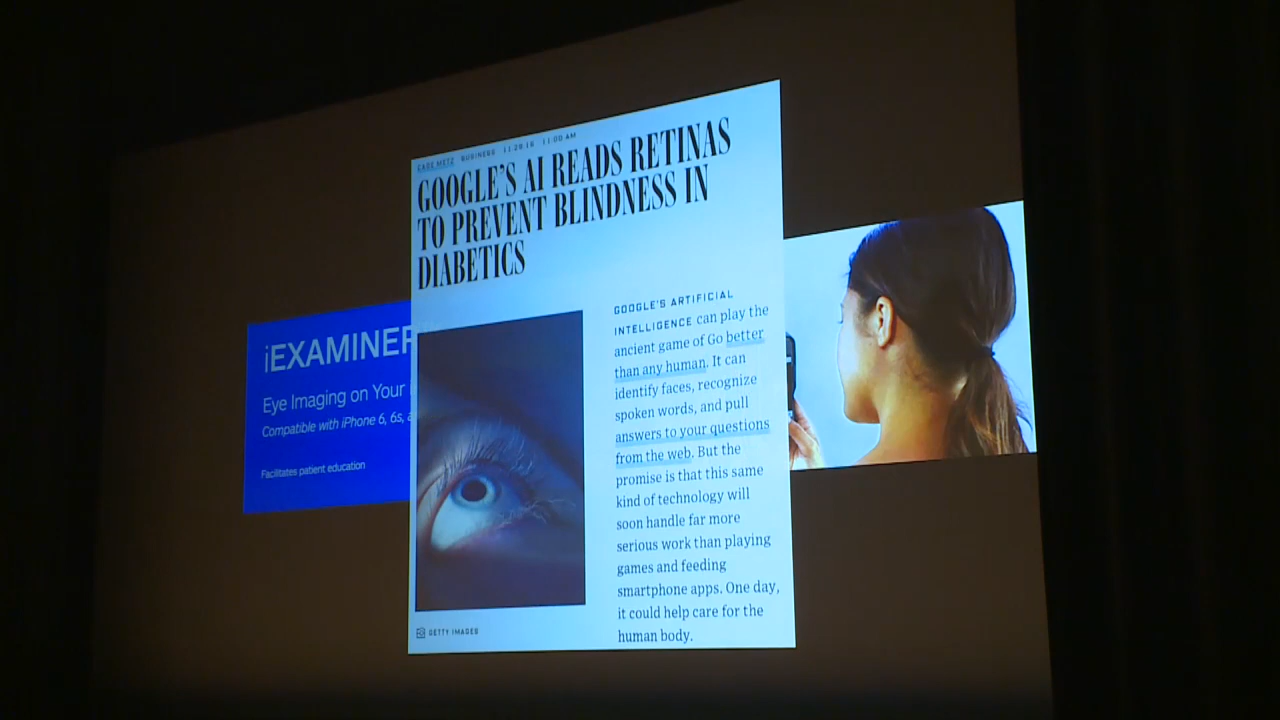 CADE METZ BUSINESS 11.29.16 11:00 AM
GOOGLE'S AI READS RETINAS
TO PREVENT BLINDNESS IN
DIABETICS
GOOGLE'S ARTIFICIAL
INTELLIGENCE can play the
ancient game of Go better
than any human. It can
identify faces, recognize
spoken words, and pull
answers to your questions
from the web. But the
promise is that this same
kind of technology will
soon handle far more
serious work than playing
games and feeding
smartphone apps. One day,
it could help care for the
human body.
GETTY IMAGES
iEXAMINER
Eye Imaging on Your
Compatible with iPhone 6, 6s,
Facilitates patient education